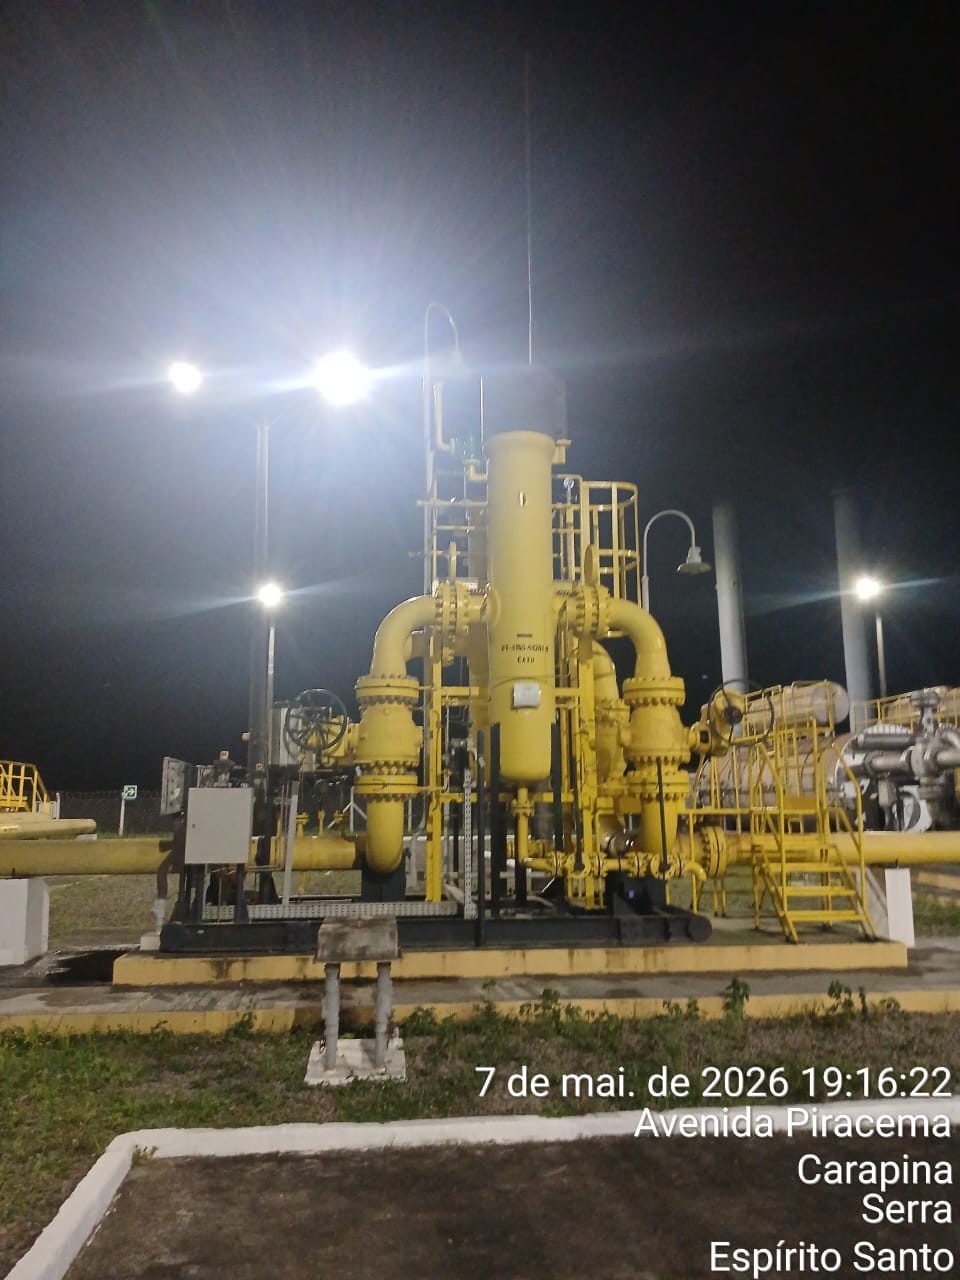 7 de mai. de 2026 19:16:22
Avenida Piracema
Carapina
Serra
Espírito Santo